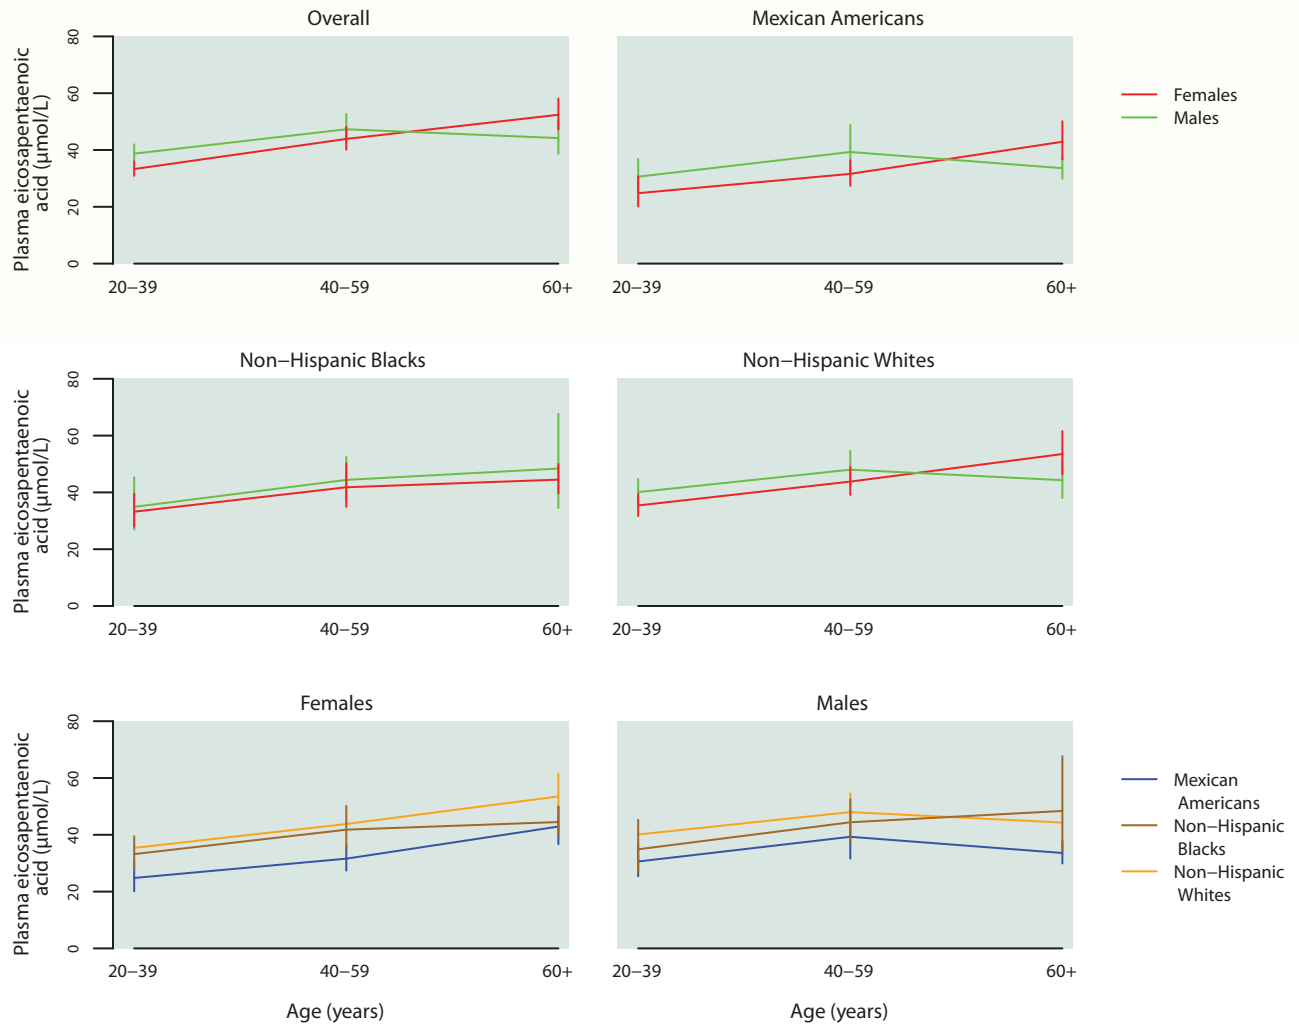 Overall
Mexican Americans
Plasma eicosapentaenoic
acid (μmol/L)
80
60
40
20
0
20−39
40−59
60+
20−39
40−59
60+
Females
Males
Non−Hispanic Blacks
Non−Hispanic Whites
Plasma eicosapentaenoic
acid (μmol/L)
80
60
40
20
0
20−39
40−59
60+
20−39
40−59
60+
Females
Males
Plasma eicosapentaenoic
acid (μmol/L)
80
60
40
20
0
20−39
40−59
60+
20−39
40−59
60+
Age (years)
Age (years)
Mexican
Americans
Non−Hispanic
Blacks
Non−Hispanic
Whites